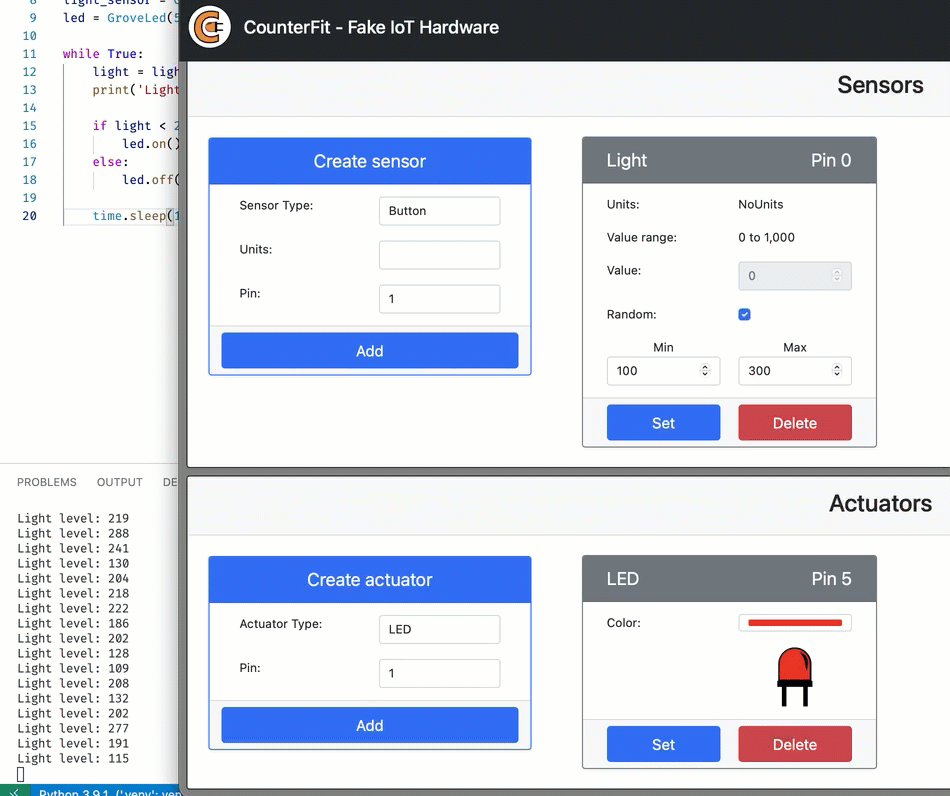 8 light_sensor =
9 led = GroveLed(5
10
11 while True:
12 light = ligh
13 print('Light
14
15 if light < 2
16 led.on()
17 else:
18 led.off(
19
20 time.sleep(1
CounterFit - Fake IoT Hardware
Sensors
Create sensor
Sensor Type: Button
Units:
Pin: 1
Add
Light Pin 0
Units: NoUnits
Value range: 0 to 1,000
Value: 0
Random:
Min Max
100 300
Set Delete
PROBLEMS OUTPUT DE
Light level: 219
Light level: 288
Light level: 241
Light level: 130
Light level: 204
Light level: 218
Light level: 222
Light level: 186
Light level: 202
Light level: 128
Light level: 109
Light level: 208
Light level: 132
Light level: 202
Light level: 277
Light level: 191
Light level: 115
Actuators
Create actuator
Actuator Type: LED
Pin: 1
Add
LED Pin 5
Color:
Set Delete
Python 3.9.1 ('.venv': ven